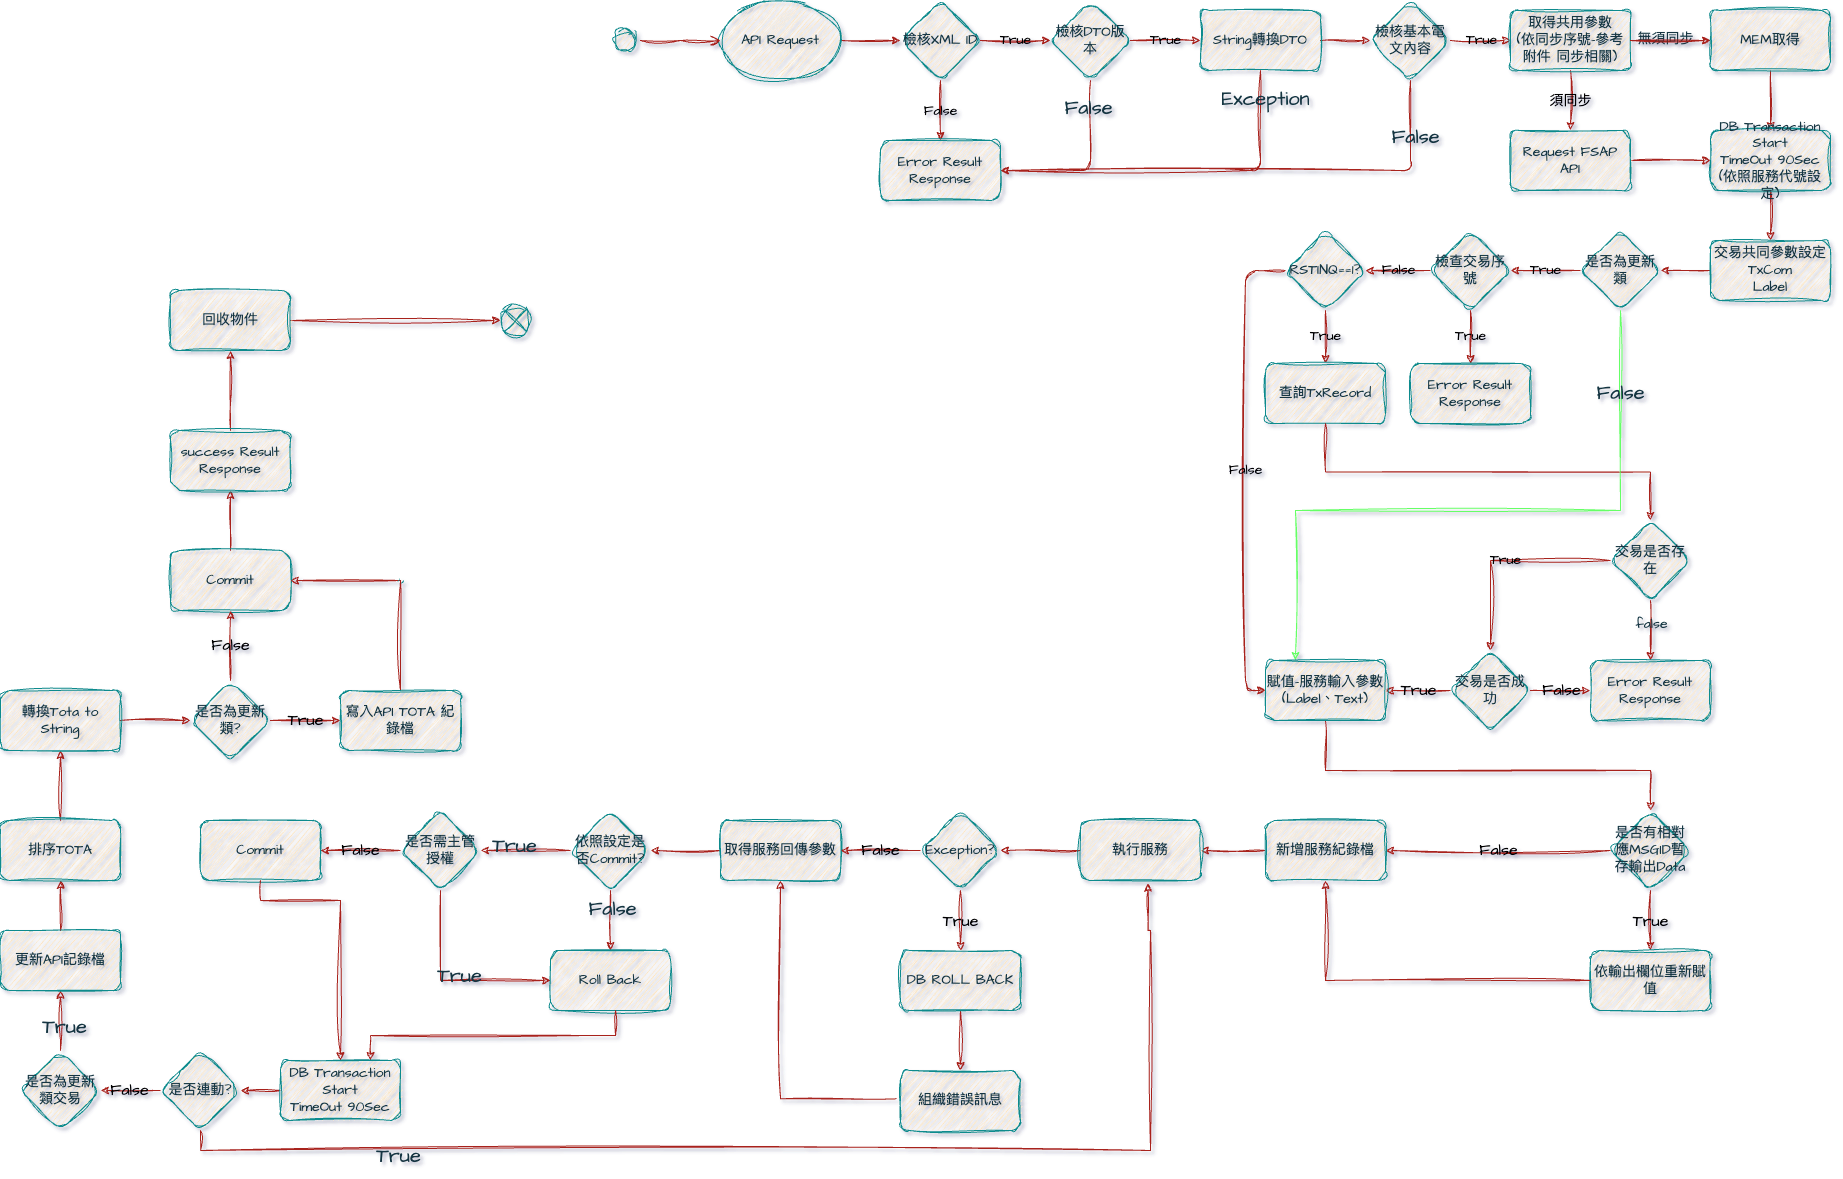 API Request
檢核XML ID
True
檢核DTO版
本
True
String轉換DTO
檢核基本電
文內容
True
取得共用參數
(依同步序號-參考
附件 同步相關)
無須同步
MEM取得
False
False
Exception
False
須同步
Error Result
Response
Request FSAP
API
DB Transaction
Start
TimeOut 90Sec
(依照服務代號設
定)
RSTINQ==1?
False
檢查交易序
號
True
是否為更新
類
交易共同參數設定
TxCom
Label
回收物件
True
True
查詢TxRecord
Error Result
Response
False
success Result
Response
False
True
交易是否存
在
Commit
false
False
轉換Tota to
String
是否為更新
類?
True
寫入API TOTA 紀
錄檔
賦值-服務輸入參數
(Label、Text)
True
交易是否成
功
False
Error Result
Response
排序TOTA
Commit
False
是否需主管
授權
True
依照設定是
否Commit?
取得服務回傳參數
False
Exception?
執行服務
新增服務紀錄檔
False
是否有相對
應MSGID暫
存輸出Data
False
True
True
更新API記錄檔
True
Roll Back
DB ROLL BACK
依輸出欄位重新賦
值
True
是否為更新
類交易
False
是否連動?
DB Transaction
Start
TimeOut 90Sec
組織錯誤訊息
True